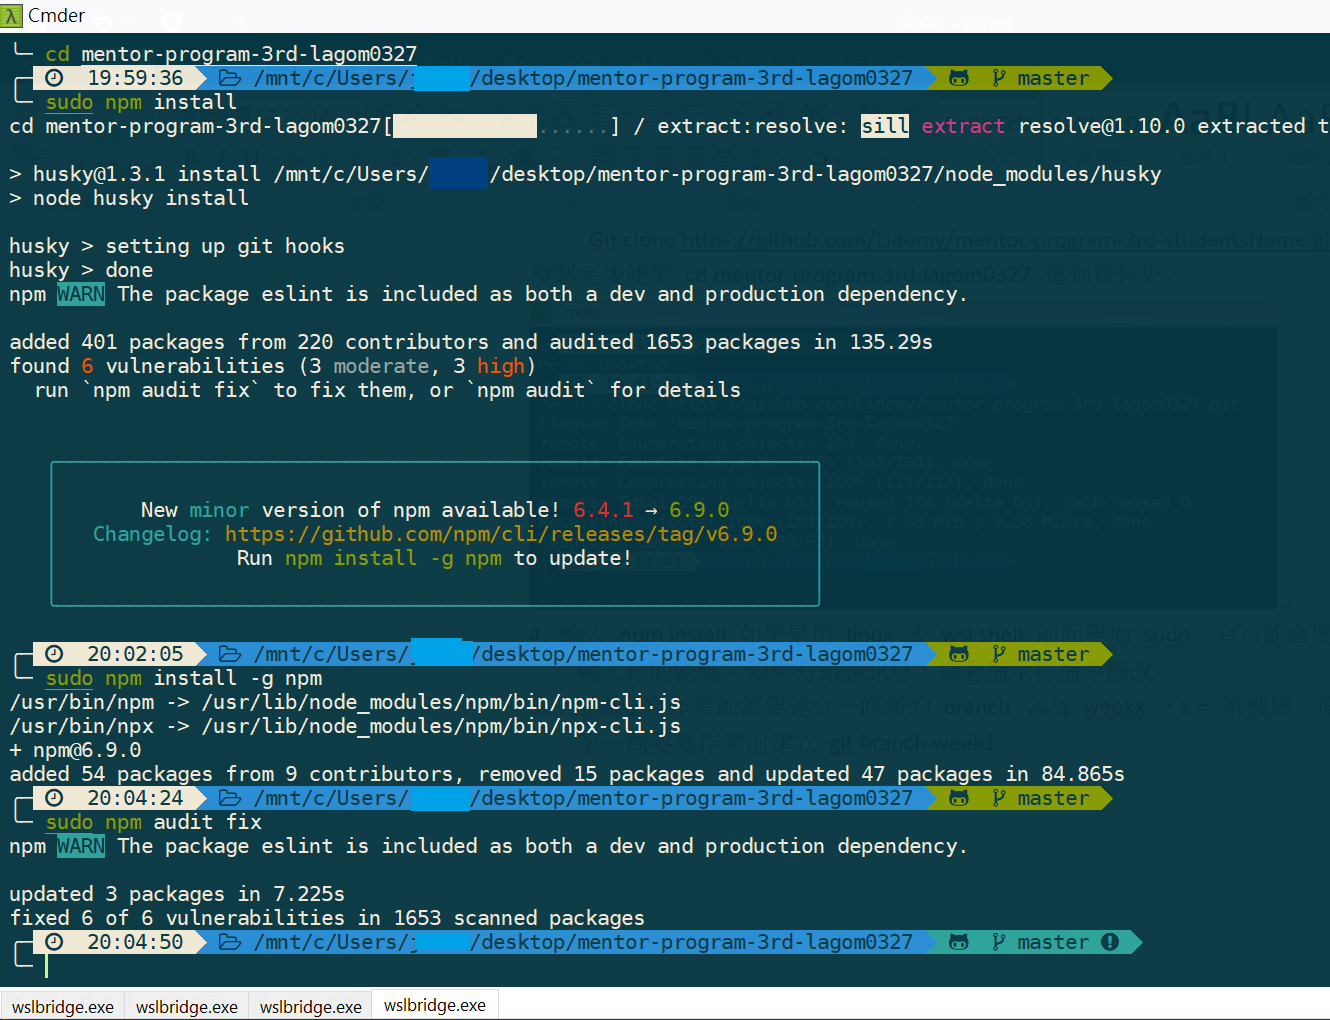 Cmder
cd mentor-program-3rd-lagom0327
19:59:36 /mnt/c/Users/ /desktop/mentor-program-3rd-lagom0327 master
sudo npm install
cd mentor-program-3rd-lagom0327[ ......] / extract:resolve: sill extract resolve@1.10.0 extracted t
> husky@1.3.1 install /mnt/c/Users/ /desktop/mentor-program-3rd-lagom0327/node_modules/husky
> node husky install
husky > setting up git hooks
husky > done
npm WARN The package eslint is included as both a dev and production dependency.
added 401 packages from 220 contributors and audited 1653 packages in 135.29s
found 6 vulnerabilities (3 moderate, 3 high)
run `npm audit fix` to fix them, or `npm audit` for details
New minor version of npm available! 6.4.1 → 6.9.0
Changelog: https://github.com/npm/cli/releases/tag/v6.9.0
Run npm install -g npm to update!
20:02:05 /mnt/c/Users/ /desktop/mentor-program-3rd-lagom0327 master
sudo npm install -g npm
/usr/bin/npm -> /usr/lib/node_modules/npm/bin/npm-cli.js
/usr/bin/npx -> /usr/lib/node_modules/npm/bin/npx-cli.js
+ npm@6.9.0
added 54 packages from 9 contributors, removed 15 packages and updated 47 packages in 84.865s
20:04:24 /mnt/c/Users/ /desktop/mentor-program-3rd-lagom0327 master
sudo npm audit fix
npm WARN The package eslint is included as both a dev and production dependency.
updated 3 packages in 7.225s
fixed 6 of 6 vulnerabilities in 1653 scanned packages
20:04:50 /mnt/c/Users/ /desktop/mentor-program-3rd-lagom0327 master
wslbridge.exe wslbridge.exe wslbridge.exe wslbridge.exe